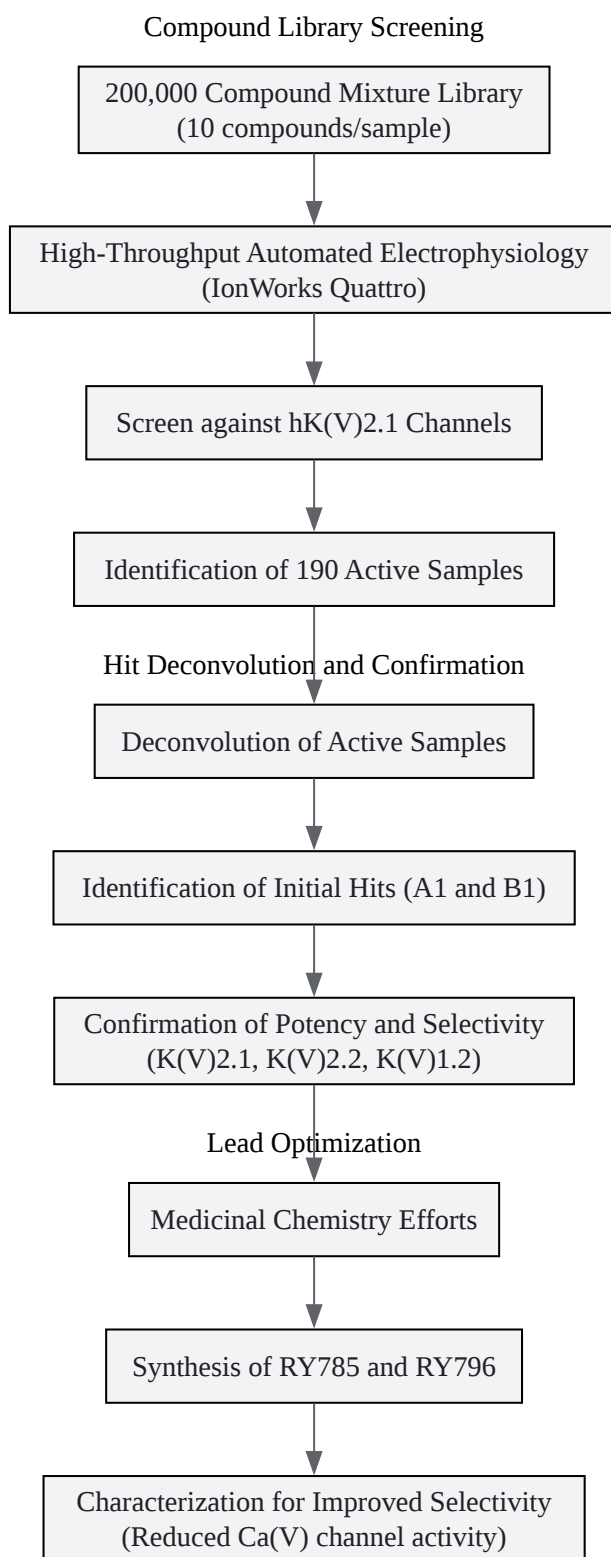 Compound Library Screening
200,000 Compound Mixture Library
(10 compounds/sample)
High-Throughput Automated Electrophysiology
(IonWorks Quattro)
Screen against hK(V)2.1 Channels
Identification of 190 Active Samples
Hit Deconvolution and Confirmation
Deconvolution of Active Samples
Identification of Initial Hits (A1 and B1)
Confirmation of Potency and Selectivity
(K(V)2.1, K(V)2.2, K(V)1.2)
Lead Optimization
Medicinal Chemistry Efforts
Synthesis of RY785 and RY796
Characterization for Improved Selectivity
(Reduced Ca(V) channel activity)